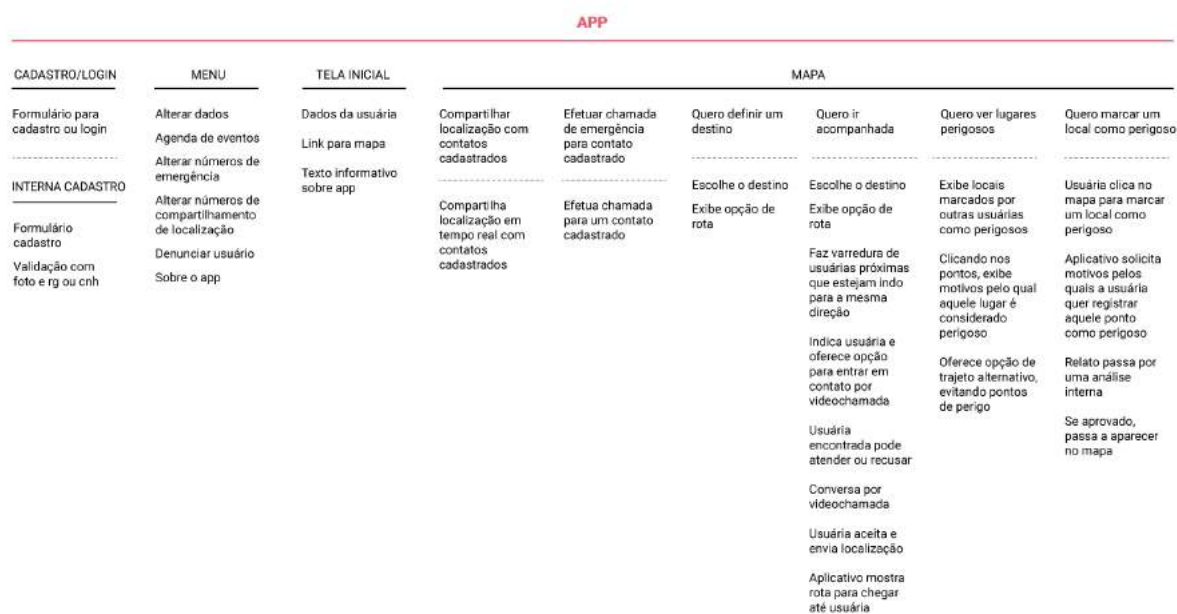 APP
CADASTRO/LOGIN
Formulário para
cadastro ou login
INTERNA CADASTRO
Formulário
cadastro
Validação com
foto e rg ou cnh
MENU
Alterar dados
Agenda de eventos
Alterar números de
emergência
Alterar números de
compartilhamento
de localização
Denunciar usuário
Sobre o app
TELA INICIAL
Dados da usuária
Link para mapa
Texto informativo
sobre app
MAPA
Compartilhar
localização com
contatos
cadastrados
Compartilha
localização em
tempo real com
contatos
cadastrados
Efetuar chamada
de emergência
para contato
cadastrado
Efetua chamada
para um contato
cadastrado
Quero definir um
destino
Escolhe o destino
Exibe opção de
rota
Quero ir
acompanhada
Escolhe o destino
Exibe opção de
rota
Faz varredura de
usuárias próximas
que estejam indo
para a mesma
direção
Indica usuária e
oferece opção
para entrar em
contato por
videochamada
Usuária
encontrada pode
atender ou recusar
Conversa por
videochamada
Usuária aceita e
envia localização
Aplicativo mostra
rota para chegar
até usuária
Quero ver lugares
perigosos
Exibe locais
marcados por
outras usuárias
como perigosos
Clicando nos
pontos, exibe
motivos pelo qual
aquele lugar é
considerado
perigoso
Oferece opção de
trajeto alternativo,
evitando pontos
de perigo
Quero marcar um
local como perigoso
Usuária clica no
mapa para marcar
um local como
perigoso
Aplicativo solicita
motivos pelos
quais a usuária
quer registrar
aquele ponto
como perigoso
Relato passa por
uma análise
interna
Se aprovado,
passa a aparecer
no mapa